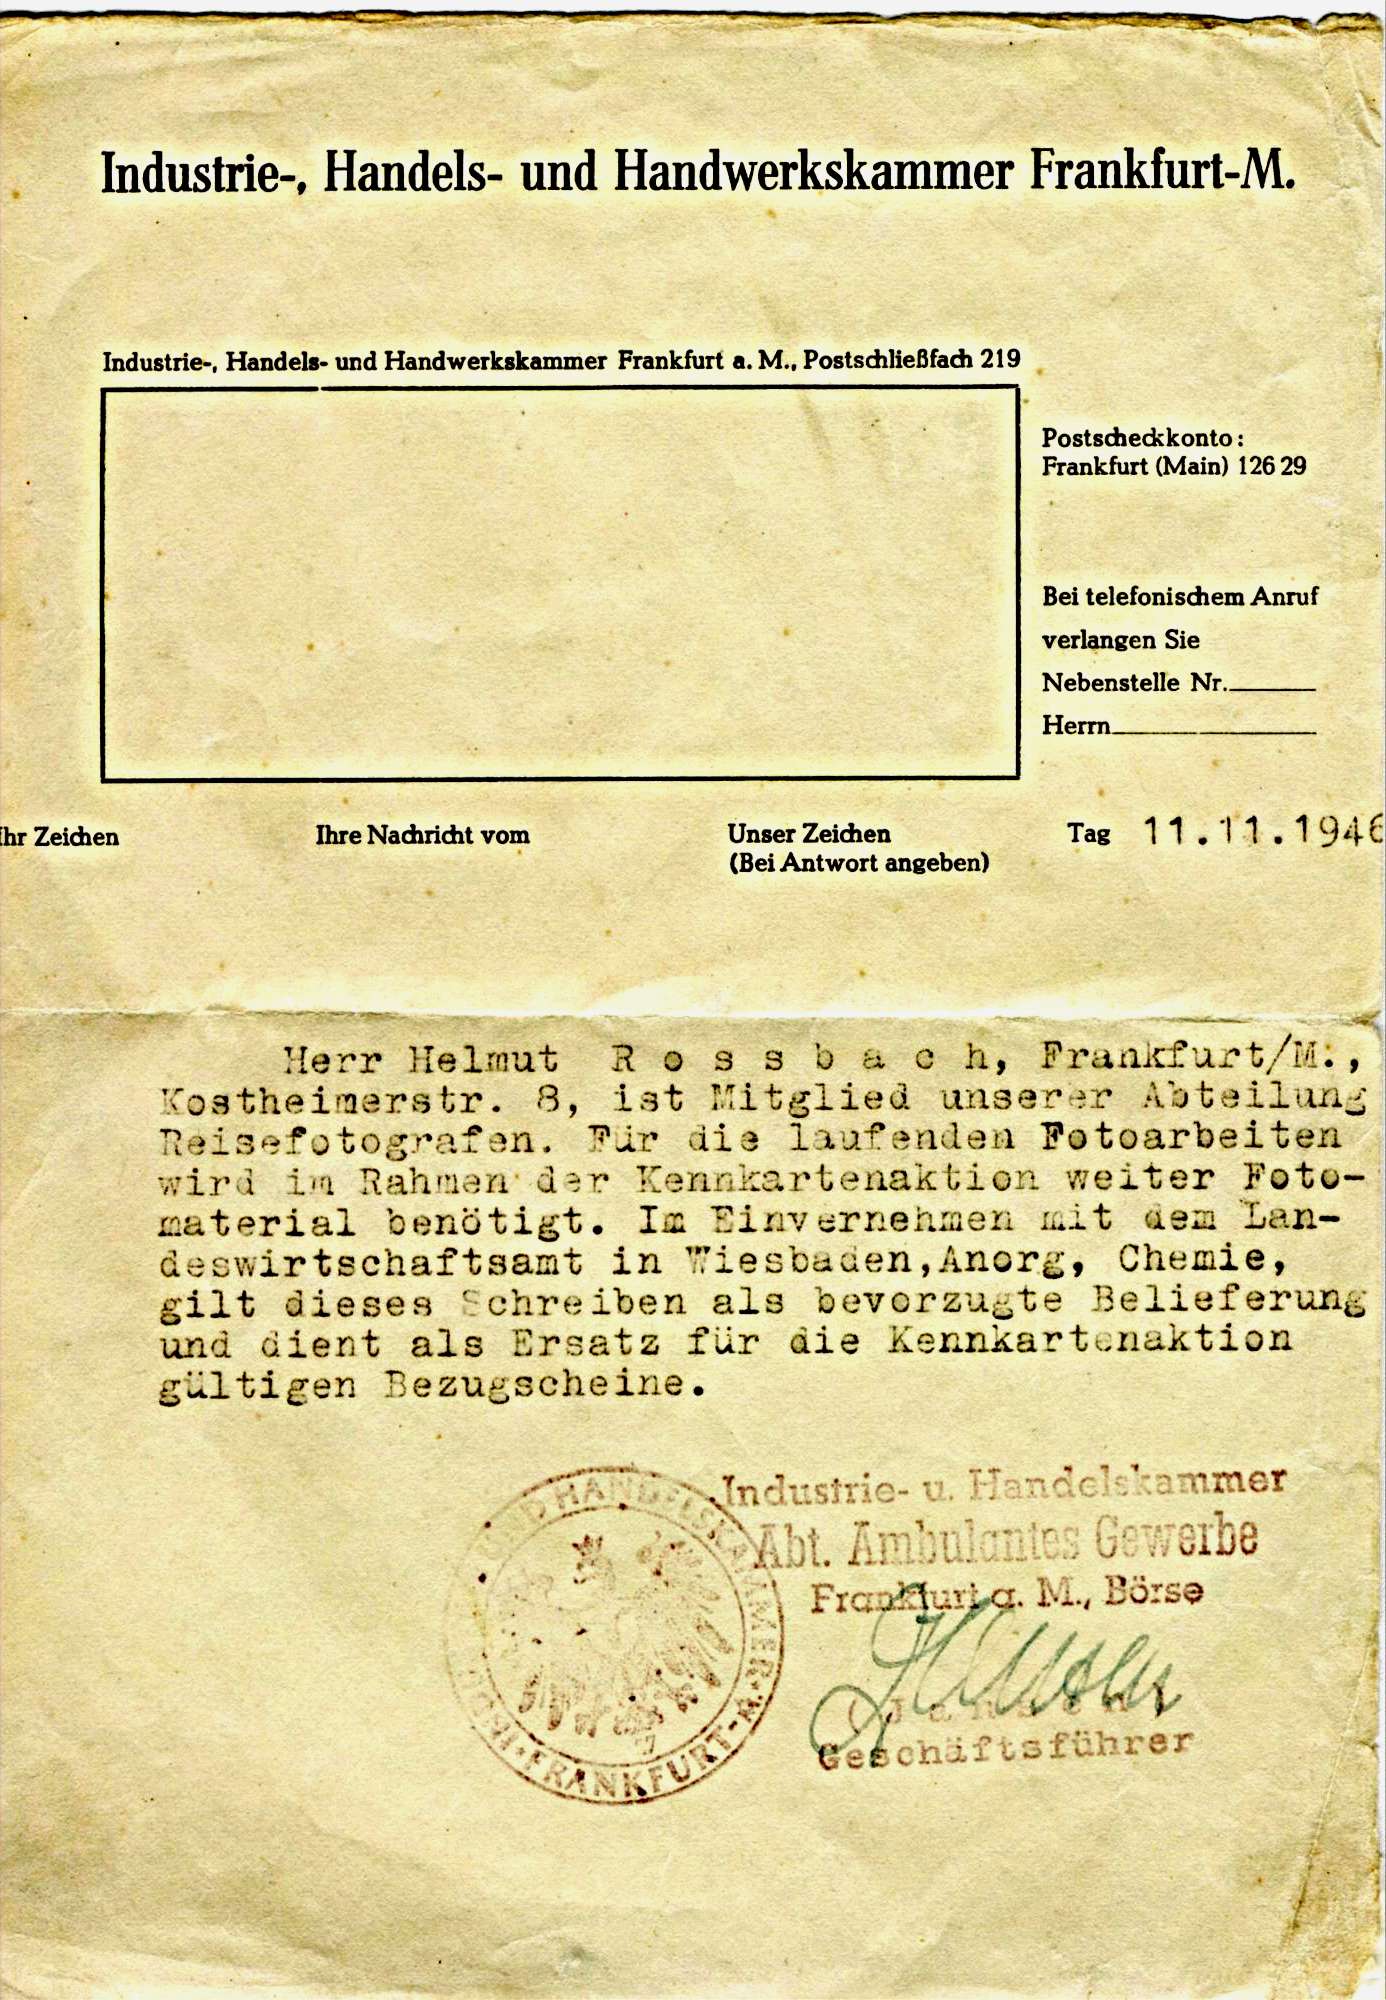 Industrie-, Handels- und Handwerkskammer Frankfurt-M.
Industrie-, Handels- und Handwerkskammer Frankfurt a. M., Postschließfach 219
Postscheckkonto:
Frankfurt (Main) 126 29
Bei telefonischem Anruf
verlangen Sie
Nebenstelle Nr.
Herrn
Ihr Zeichen
Ihre Nachricht vom
Unser Zeichen
(Bei Antwort angeben)
Tag 11.11.1946
Herr Helmut R o s s b a c h, Frankfurt/M.,
Kostheimerstr. 8, ist Mitglied unserer Abteilung
Reisefotografen. Für die laufenden Fotoarbeiten
wird im Rahmen der Kennkartenaktion weiter Foto-
material benötigt. Im Einvernehmen mit dem Lan-
deswirtschaftsamt in Wiesbaden,Anorg, Chemie,
gilt dieses Schreiben als bevorzugte Belieferung
und dient als Ersatz für die Kennkartenaktion
gültigen Bezugscheine.
Industrie- u. Handelskammer
Abt. Ambulantes Gewerbe
Frankfurt a. M., Börse
Geschäftsführer
HANDELSKAMMER
FRANKFURT-M.